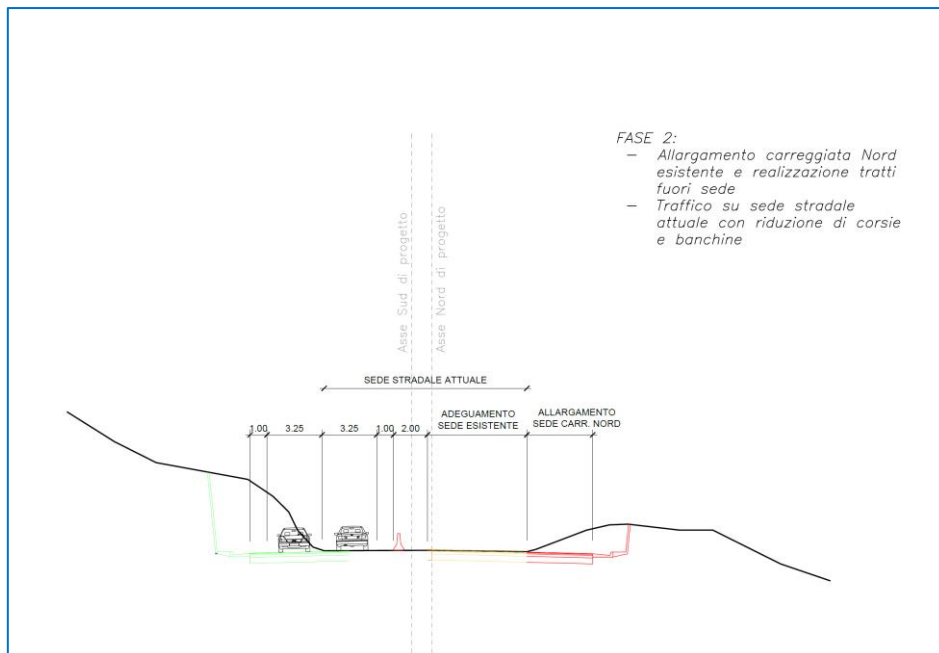 FASE 2:
– Allargamento carreggiata Nord
esistente e realizzazione tratti
fuori sede
– Traffico su sede stradale
attuale con riduzione di corsie
e banchine
Asse Sud di progetto
Asse Nord di progetto
SEDE STRADALE ATTUALE
ADEGUAMENTO
SEDE ESISTENTE
ALLARGAMENTO
SEDE CARR. NORD
1.00 3.25 3.25 1.00 2.00